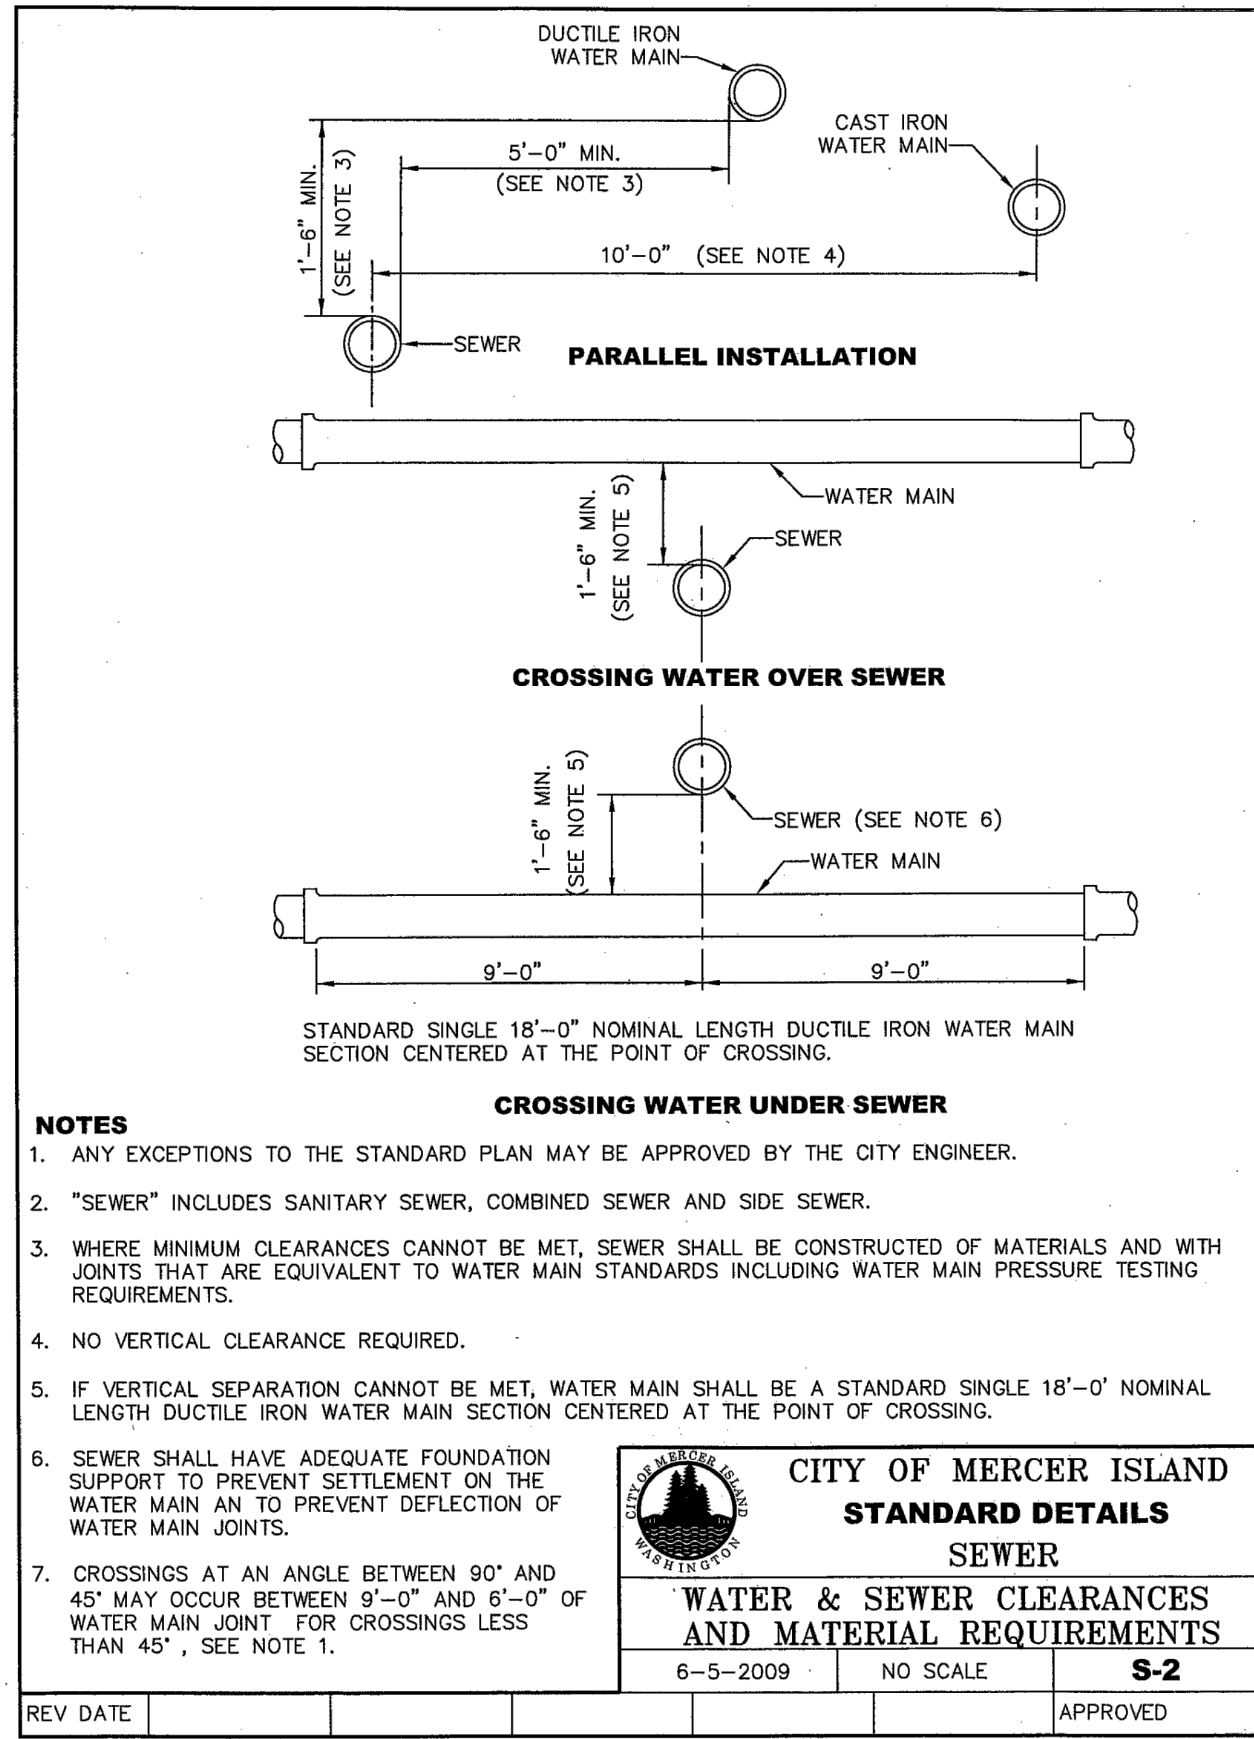 DUCTILE IRON
WATER MAIN
CAST IRON
WATER MAIN
5'-0" MIN.
(SEE NOTE 3)
1'-6" MIN.
(SEE NOTE 3)
10'-0" (SEE NOTE 4)
SEWER
PARALLEL INSTALLATION
WATER MAIN
1'-6" MIN.
(SEE NOTE 5)
SEWER
CROSSING WATER OVER SEWER
1'-6" MIN.
(SEE NOTE 5)
SEWER (SEE NOTE 6)
WATER MAIN
9'-0"
9'-0"
STANDARD SINGLE 18'-0" NOMINAL LENGTH DUCTILE IRON WATER MAIN
SECTION CENTERED AT THE POINT OF CROSSING.
CROSSING WATER UNDER SEWER
NOTES
1. ANY EXCEPTIONS TO THE STANDARD PLAN MAY BE APPROVED BY THE CITY ENGINEER.
2. "SEWER" INCLUDES SANITARY SEWER, COMBINED SEWER AND SIDE SEWER.
3. WHERE MINIMUM CLEARANCES CANNOT BE MET, SEWER SHALL BE CONSTRUCTED OF MATERIALS AND WITH
JOINTS THAT ARE EQUIVALENT TO WATER MAIN STANDARDS INCLUDING WATER MAIN PRESSURE TESTING
REQUIREMENTS.
4. NO VERTICAL CLEARANCE REQUIRED.
5. IF VERTICAL SEPARATION CANNOT BE MET, WATER MAIN SHALL BE A STANDARD SINGLE 18'-0' NOMINAL
LENGTH DUCTILE IRON WATER MAIN SECTION CENTERED AT THE POINT OF CROSSING.
6. SEWER SHALL HAVE ADEQUATE FOUNDATION
SUPPORT TO PREVENT SETTLEMENT ON THE
WATER MAIN AN TO PREVENT DEFLECTION OF
WATER MAIN JOINTS.
7. CROSSINGS AT AN ANGLE BETWEEN 90° AND
45° MAY OCCUR BETWEEN 9'-0" AND 6'-0" OF
WATER MAIN JOINT FOR CROSSINGS LESS
THAN 45° , SEE NOTE 1.
CITY OF MERCER ISLAND
WASHINGTON
CITY OF MERCER ISLAND
STANDARD DETAILS
SEWER
WATER & SEWER CLEARANCES
AND MATERIAL REQUIREMENTS
6-5-2009
NO SCALE
S-2
REV DATE
APPROVED